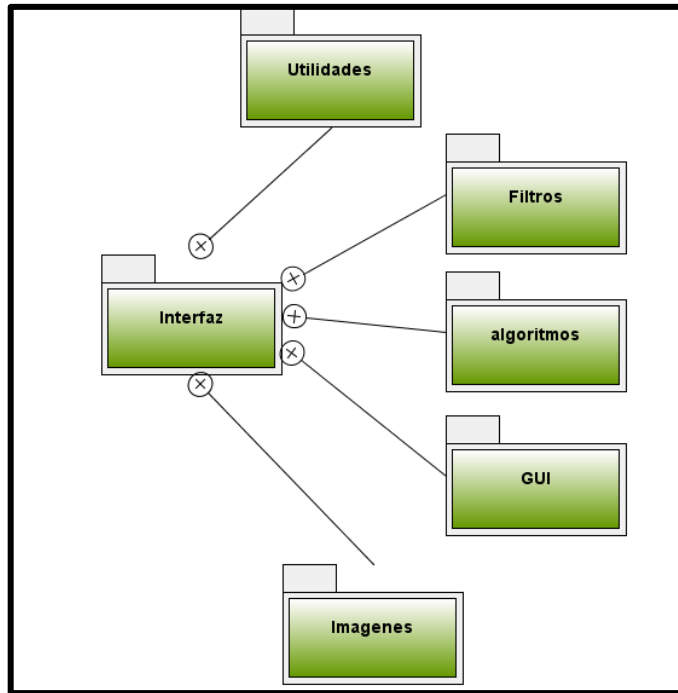 Utilidades
Filtros
Interfaz
algoritmos
GUI
Imagenes